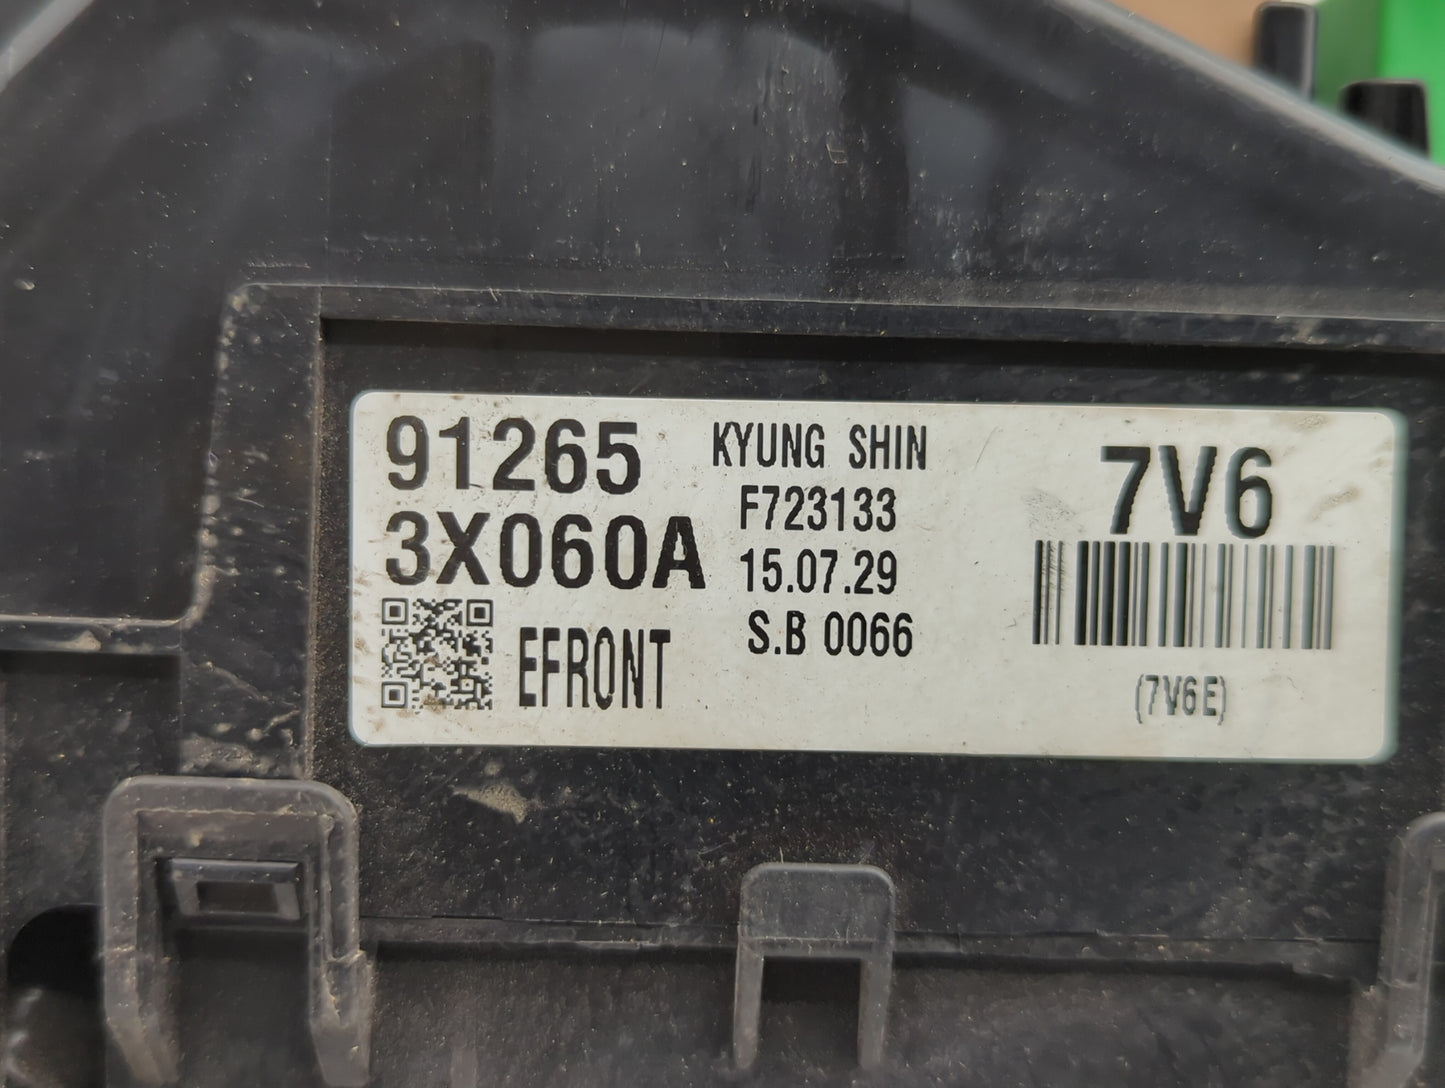 91265
3X060A
EFRONT
KYUNG SHIN
F723133
15.07.29
S.B 0066
7V6
(7V6E)